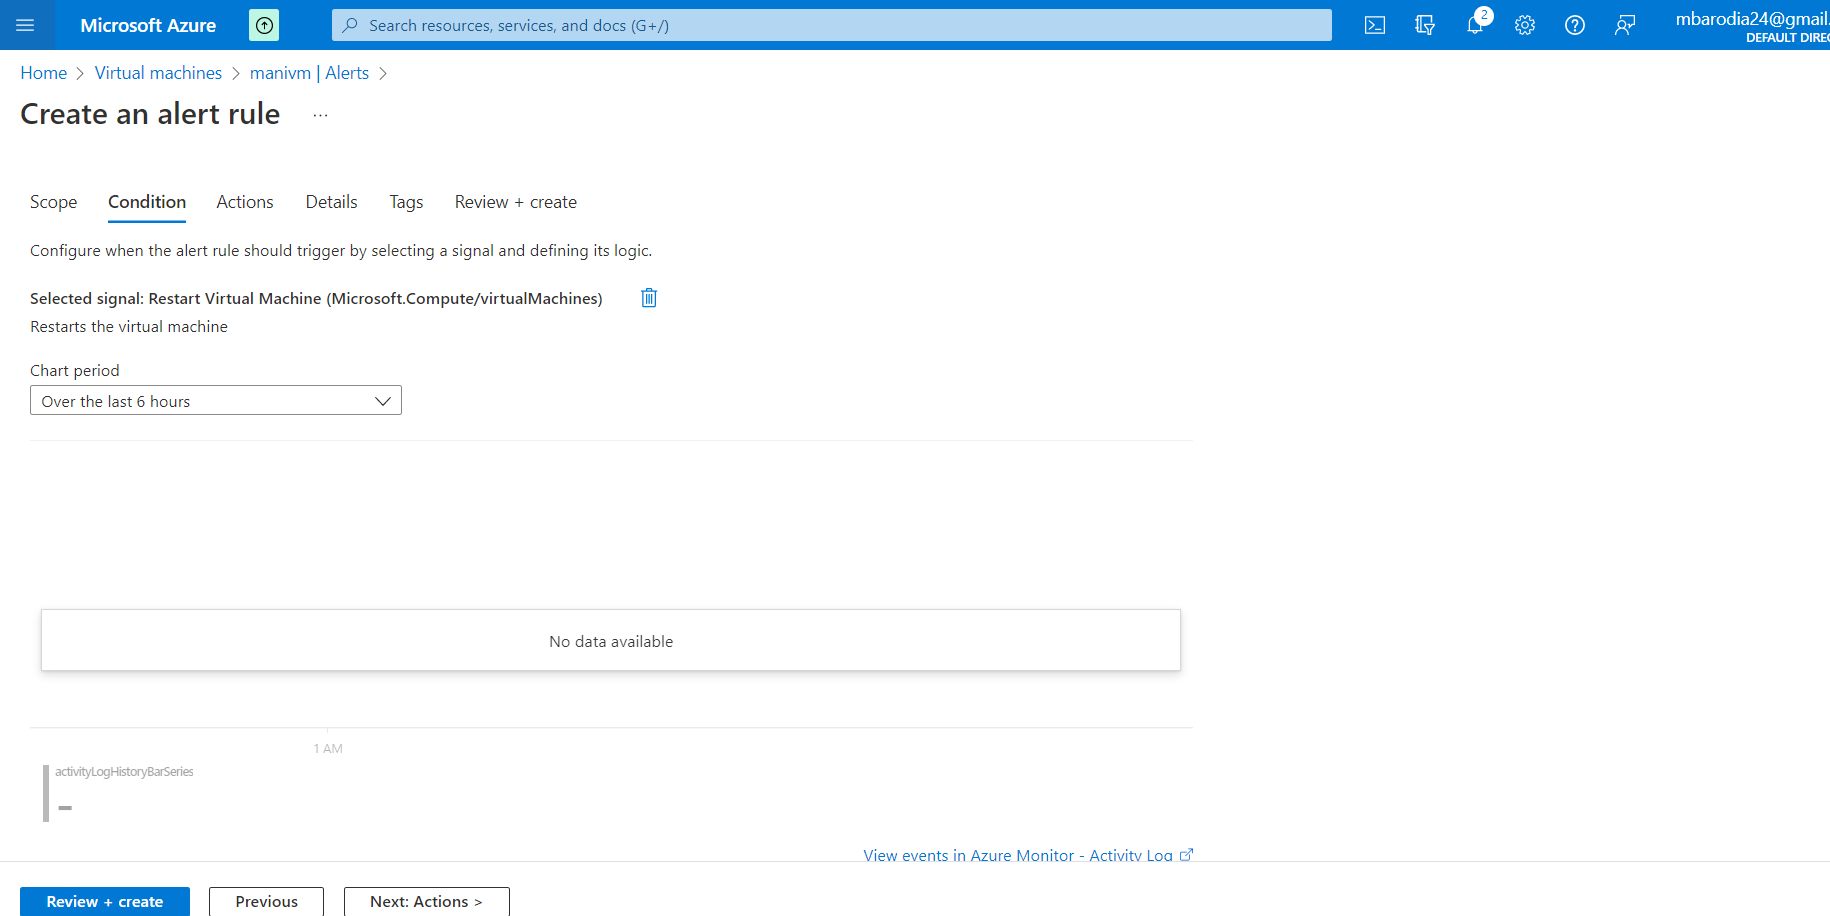 Microsoft Azure
Search resources, services, and docs (G+/)
2
mbarodia24@gmail.
DEFAULT DIREC
Home > Virtual machines > manivm | Alerts >
Create an alert rule ...
Scope Condition Actions Details Tags Review + create
Configure when the alert rule should trigger by selecting a signal and defining its logic.
Selected signal: Restart Virtual Machine (Microsoft.Compute/virtualMachines)
Restarts the virtual machine
Chart period
Over the last 6 hours
No data available
1 AM
activityLogHistoryBarSeries
--
View events in Azure Monitor - Activity Log
Review + create Previous Next: Actions >